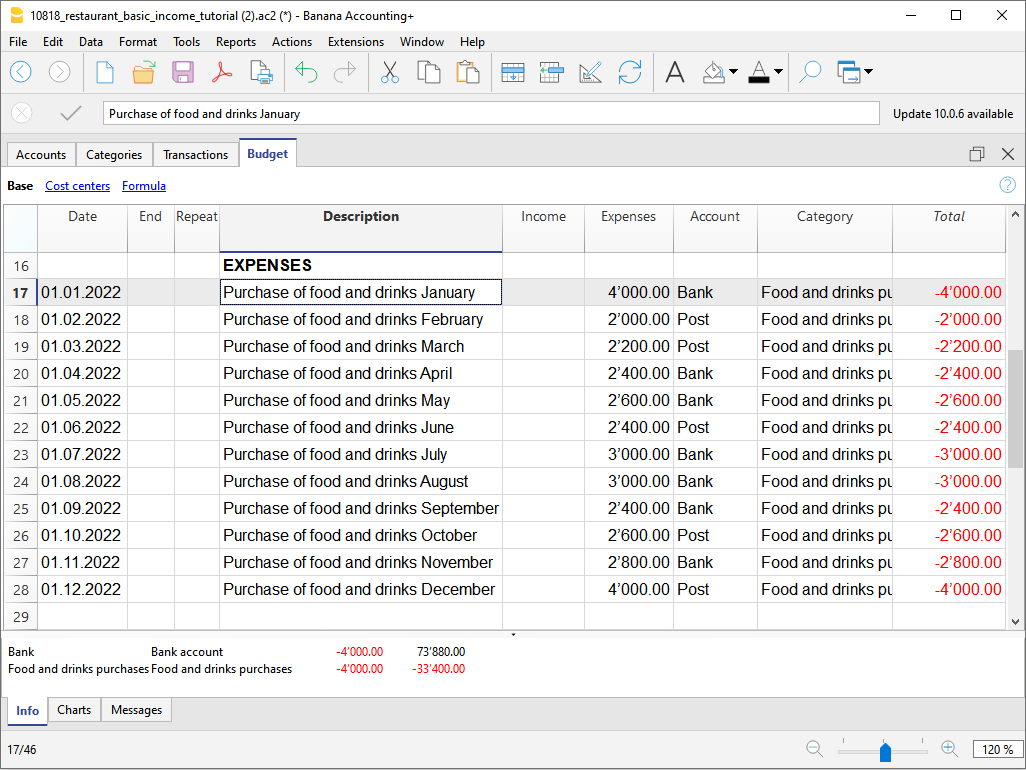 10818_restaurant_basic_income_tutorial (2).ac2 (*) - Banana Accounting+
File Edit Data Format Tools Reports Actions Extensions Window Help
Purchase of food and drinks January Update 10.0.6 available
Accounts Categories Transactions Budget
Base Cost centers Formula
Date End Repeat Description Income Expenses Account Category Total
16 EXPENSES
17 01.01.2022 Purchase of food and drinks January 4’000.00 Bank Food and drinks pu -4’000.00
18 01.02.2022 Purchase of food and drinks February 2’000.00 Post Food and drinks pu -2’000.00
19 01.03.2022 Purchase of food and drinks March 2’200.00 Post Food and drinks pu -2’200.00
20 01.04.2022 Purchase of food and drinks April 2’400.00 Bank Food and drinks pu -2’400.00
21 01.05.2022 Purchase of food and drinks May 2’600.00 Bank Food and drinks pu -2’600.00
22 01.06.2022 Purchase of food and drinks June 2’400.00 Post Food and drinks pu -2’400.00
23 01.07.2022 Purchase of food and drinks July 3’000.00 Bank Food and drinks pu -3’000.00
24 01.08.2022 Purchase of food and drinks August 3’000.00 Bank Food and drinks pu -3’000.00
25 01.09.2022 Purchase of food and drinks September 2’400.00 Bank Food and drinks pu -2’400.00
26 01.10.2022 Purchase of food and drinks October 2’600.00 Post Food and drinks pu -2’600.00
27 01.11.2022 Purchase of food and drinks November 2’800.00 Bank Food and drinks pu -2’800.00
28 01.12.2022 Purchase of food and drinks December 4’000.00 Post Food and drinks pu -4’000.00
29
Bank Bank account -4’000.00 73’880.00
Food and drinks purchases Food and drinks purchases -4’000.00 -33’400.00
Info Charts Messages
17/46 120 %